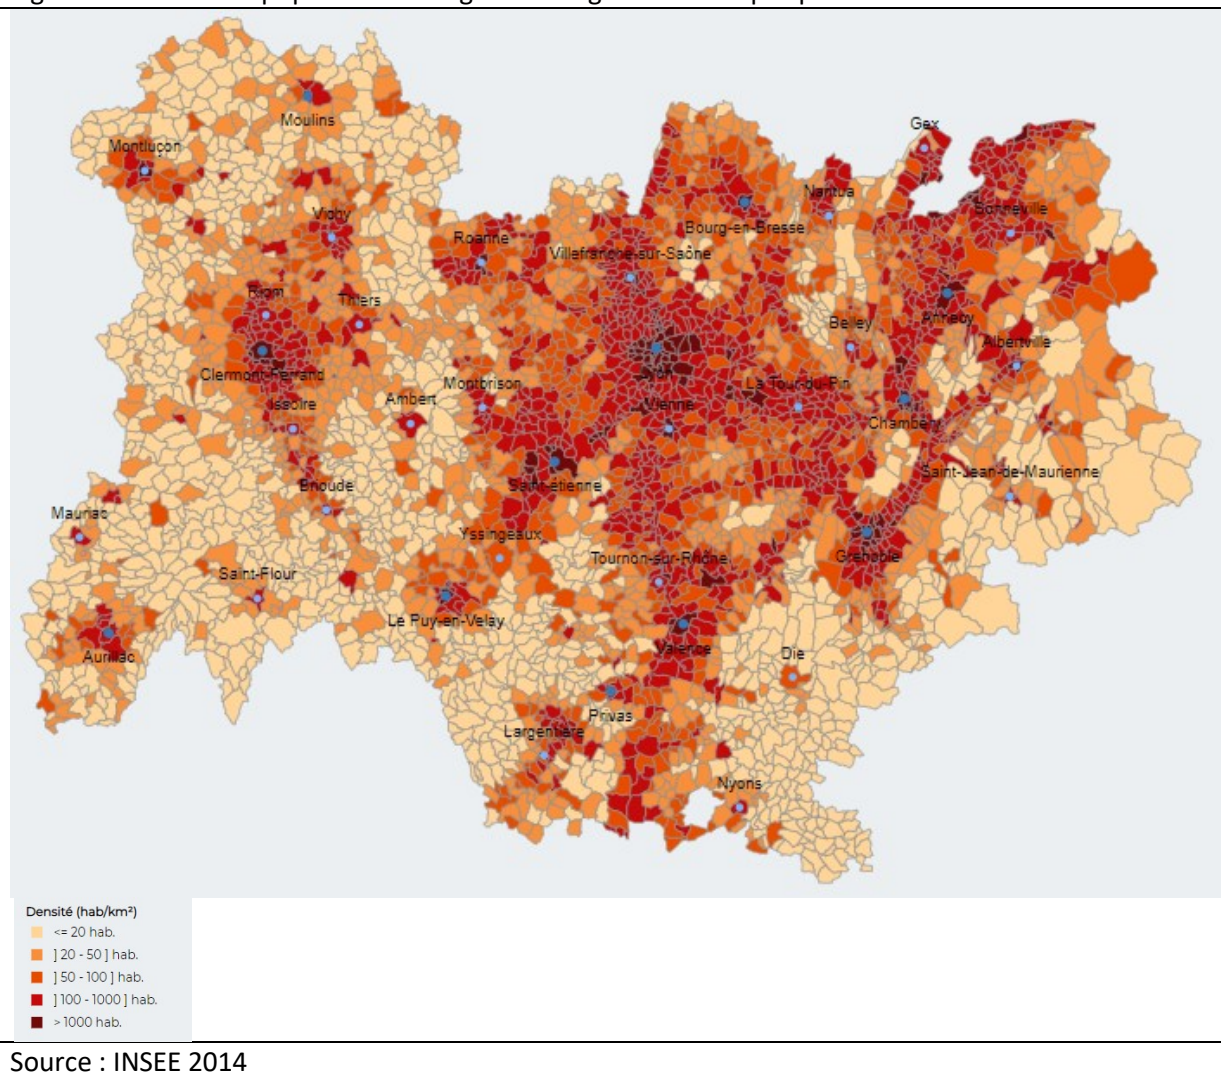 Gex
Moulins
Montluçon
Nantua
Bonneville
Vichy
Roanne
Bourg-en-Bresse
Villefranche-sur-Saône
Riom
Thiers
Annecy
Belley
Albertville
Clermont-Ferrand
Montbrison
Lyon
La Tour-du-Pin
Issoire
Ambert
Vienne
Chambéry
Saint-Jean-de-Maurienne
Brioude
Saint-étienne
Mauriac
Yssingeaux
Tournon-sur-Rhône
Grenoble
Saint-Flour
Le Puy-en-Velay
Aurillac
Valence
Die
Privas
Largentière
Nyons
Densité (hab/km²)
<= 20 hab.
] 20 - 50 ] hab.
] 50 - 100 ] hab.
] 100 - 1000 ] hab.
> 1000 hab.
Source : INSEE 2014